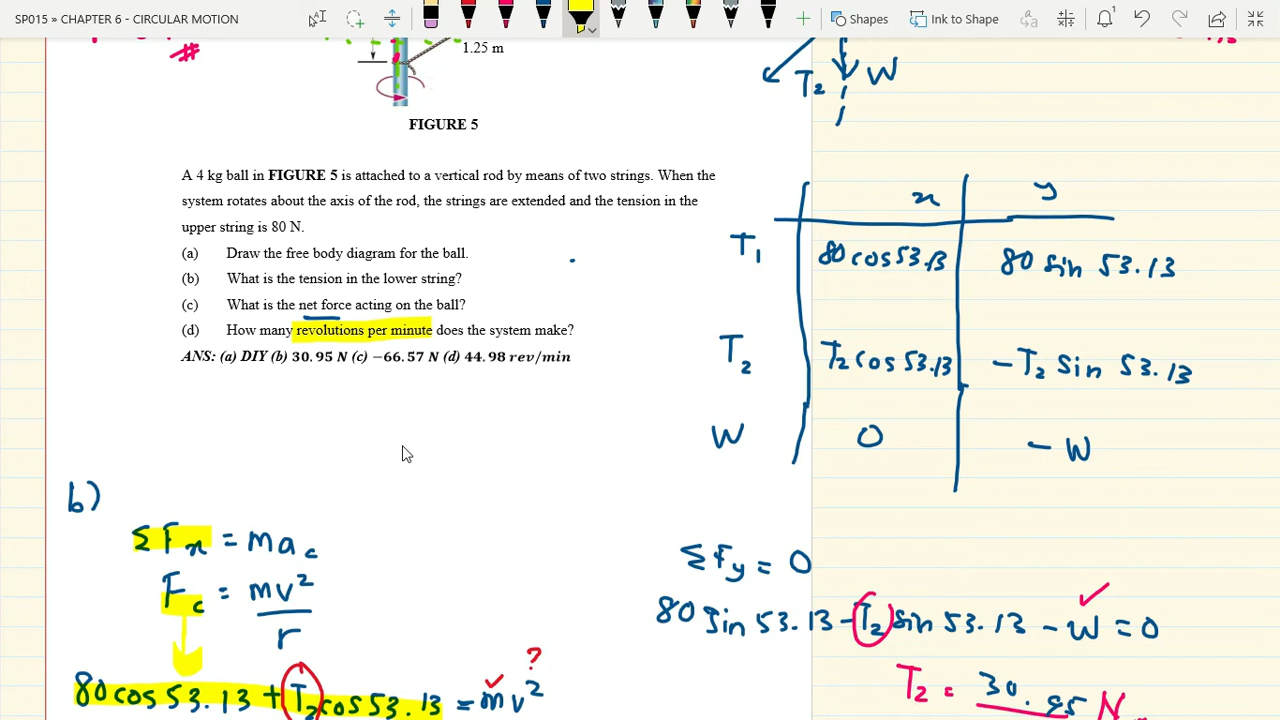 SP015 » CHAPTER 6 - CIRCULAR MOTION
Shapes
Ink to Shape
1.25 m
T₂ W
FIGURE 5
A 4 kg ball in FIGURE 5 is attached to a vertical rod by means of two strings. When the
system rotates about the axis of the rod, the strings are extended and the tension in the
upper string is 80 N.
(a) Draw the free body diagram for the ball.
(b) What is the tension in the lower string?
(c) What is the net force acting on the ball?
(d) How many revolutions per minute does the system make?
ANS: (a) DIY (b) 30.95 N (c) −66.57 N (d) 44.98 rev/min
x y
T₁ 80 cos 53.13 80 sin 53.13
T₂ T₂ cos 53.13 − T₂ sin 53.13
W 0 − W
b)
ΣFx = mac
Fc = mv²
r
80 cos 53.13 + T₂ cos 53.13 = mv²
?
ΣFy = 0
80 sin 53.13 − T₂ sin 53.13 − W = 0
T₂ = 30.95 N